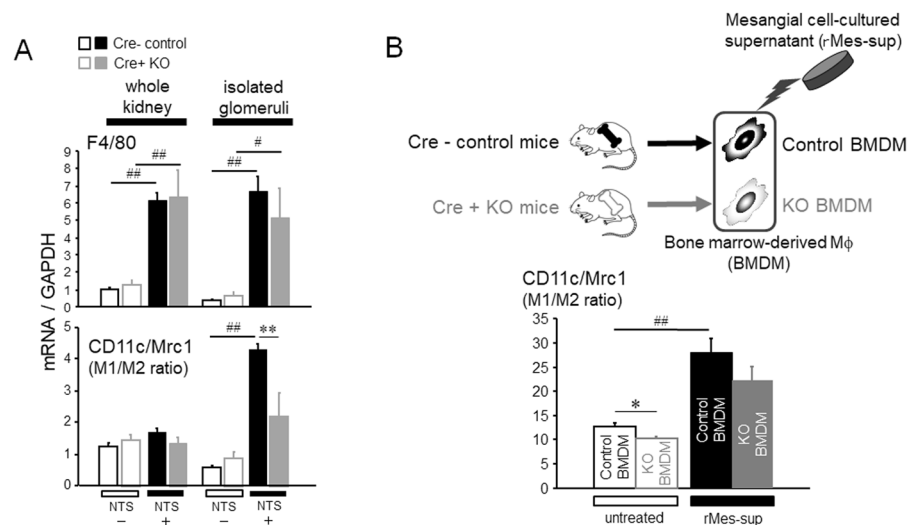 A
Cre- control
Cre+ KO
whole
kidney
isolated
glomeruli
F4/80
##
##
##
#
9
8
7
6
5
4
3
2
1
0
mRNA / GAPDH
CD11c/Mrc1
(M1/M2 ratio)
##
**
5
4
3
2
1
0
NTS NTS NTS NTS
− + − +
B
Mesangial cell-cultured
supernatant (rMes-sup)
Cre - control mice
Control BMDM
Cre + KO mice
KO BMDM
Bone marrow-derived Mϕ
(BMDM)
CD11c/Mrc1
(M1/M2 ratio)
##
*
35
30
25
20
15
10
5
0
Control
BMDM
KO
BMDM
Control
BMDM
KO
BMDM
untreated
rMes-sup